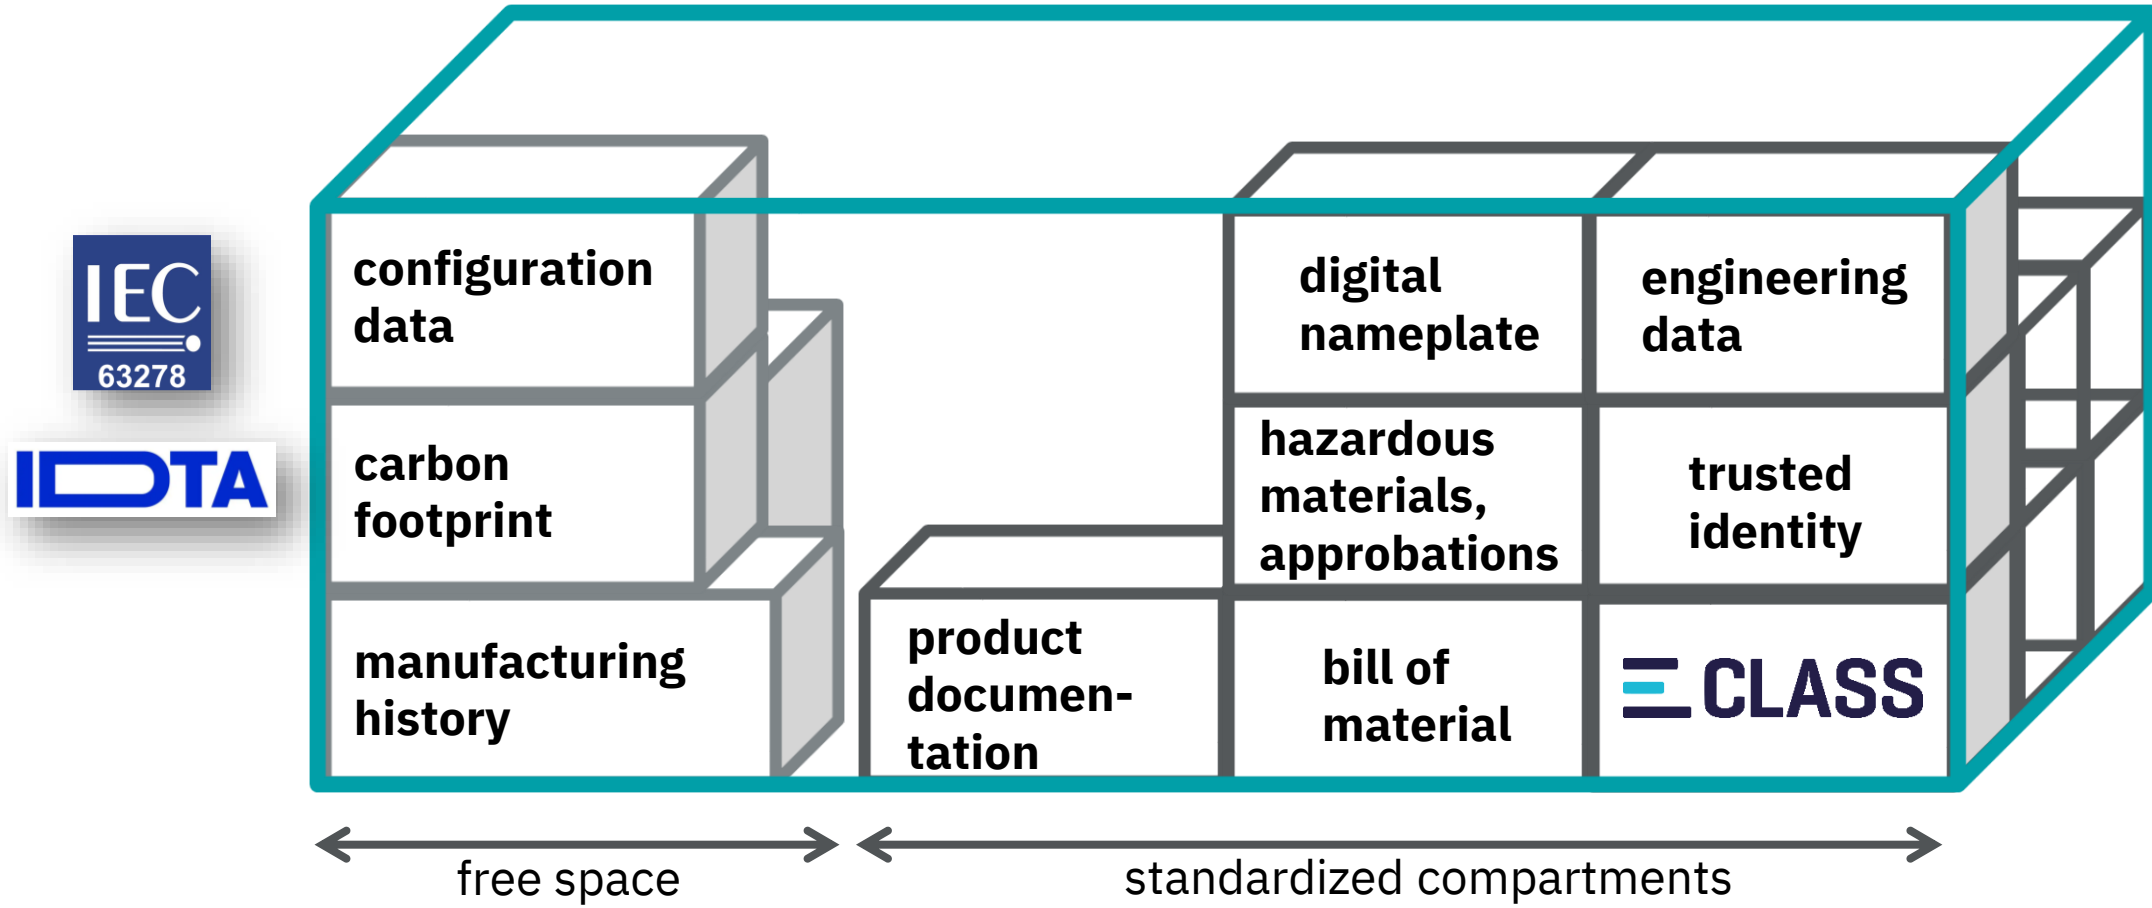 IEC
63278
IDTA
configuration
data
carbon
footprint
manufacturing
history
product
documen-
tation
digital
nameplate
hazardous
materials,
approbations
bill of
material
engineering
data
trusted
identity
ECLASS
free space
standardized compartments